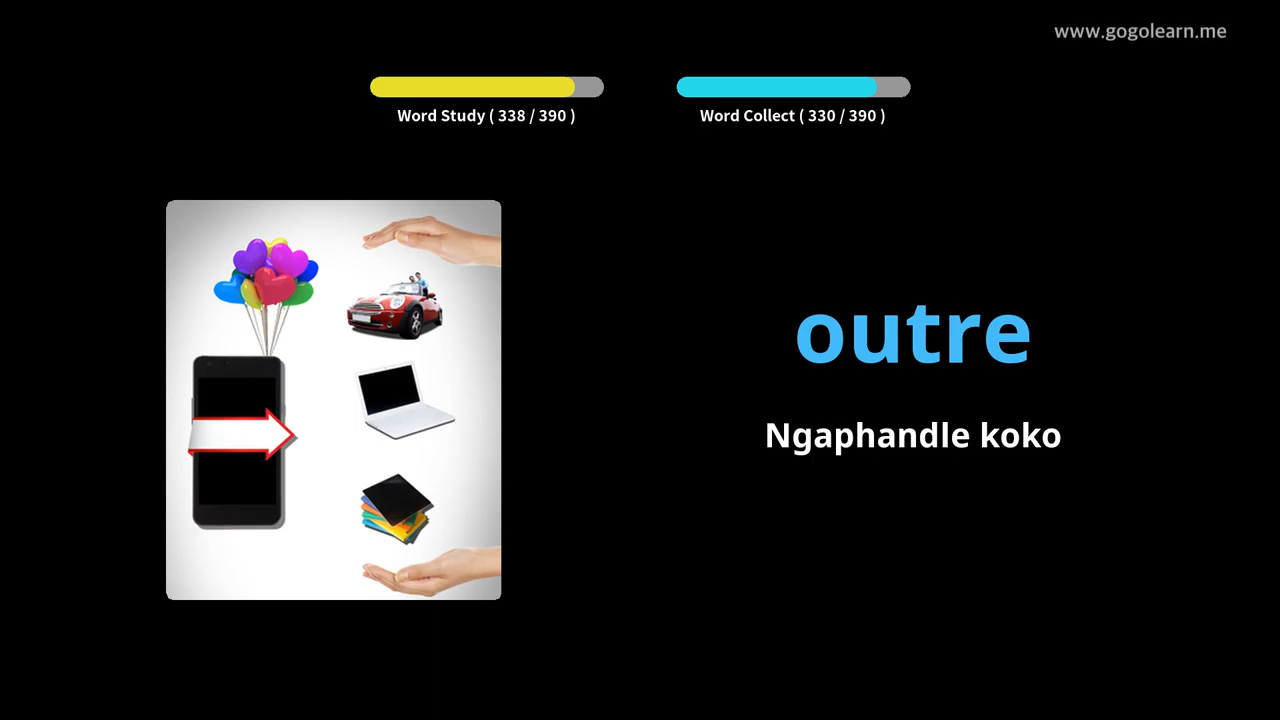 www.gogolearn.me
Word Study ( 338 / 390 )
Word Collect ( 330 / 390 )
outre
Ngaphandle koko